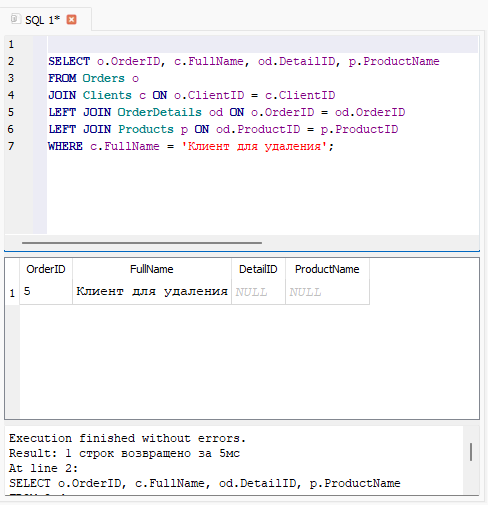 SQL 1*
1
2 SELECT o.OrderID, c.FullName, od.DetailID, p.ProductName
3 FROM Orders o
4 JOIN Clients c ON o.ClientID = c.ClientID
5 LEFT JOIN OrderDetails od ON o.OrderID = od.OrderID
6 LEFT JOIN Products p ON od.ProductID = p.ProductID
7 WHERE c.FullName = 'Клиент для удаления';
OrderID FullName DetailID ProductName
1 5 Клиент для удаления NULL NULL
Execution finished without errors.
Result: 1 строк возвращено за 5мс
At line 2:
SELECT o.OrderID, c.FullName, od.DetailID, p.ProductName